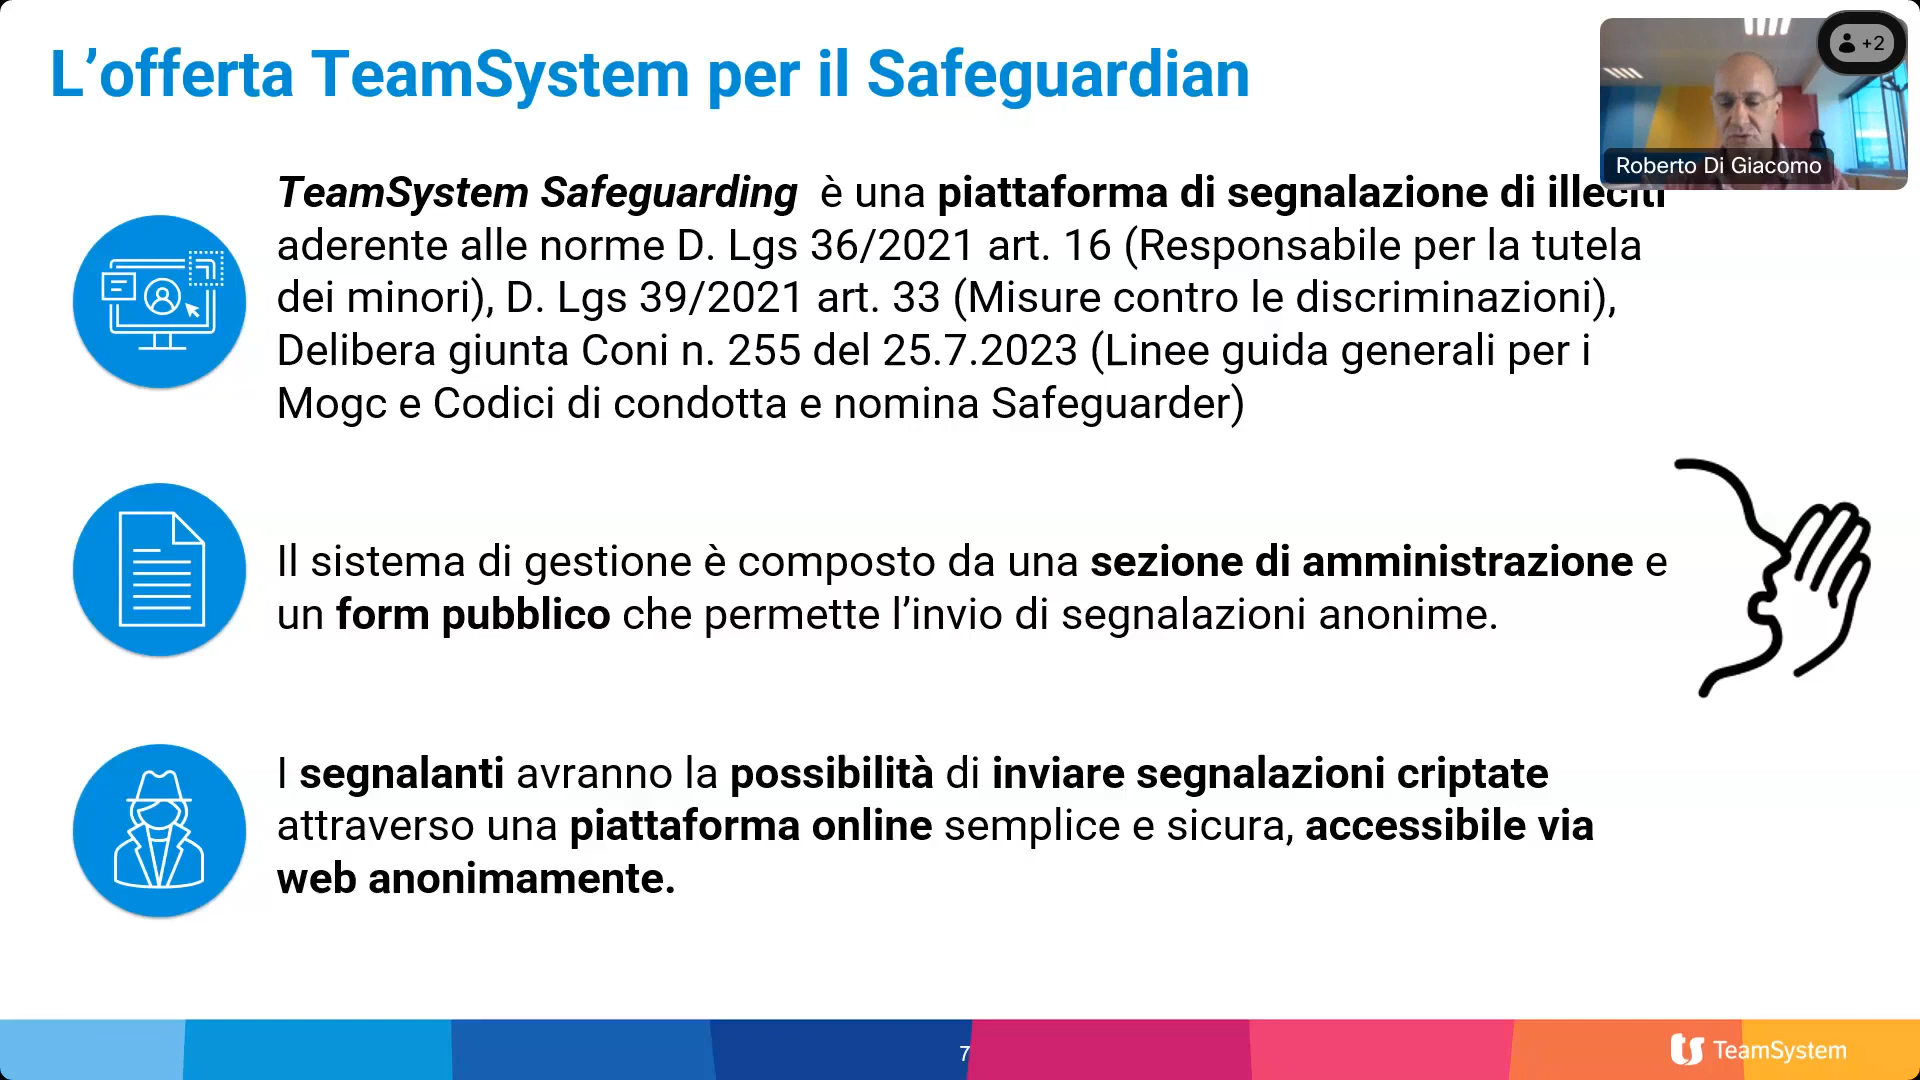 L’offerta TeamSystem per il Safeguardian
+2
Roberto Di Giacomo
TeamSystem Safeguarding è una piattaforma di segnalazione di illeciti
aderente alle norme D. Lgs 36/2021 art. 16 (Responsabile per la tutela
dei minori), D. Lgs 39/2021 art. 33 (Misure contro le discriminazioni),
Delibera giunta Coni n. 255 del 25.7.2023 (Linee guida generali per i
Mogc e Codici di condotta e nomina Safeguarder)
Il sistema di gestione è composto da una sezione di amministrazione e
un form pubblico che permette l’invio di segnalazioni anonime.
I segnalanti avranno la possibilità di inviare segnalazioni criptate
attraverso una piattaforma online semplice e sicura, accessibile via
web anonimamente.
7
TeamSystem